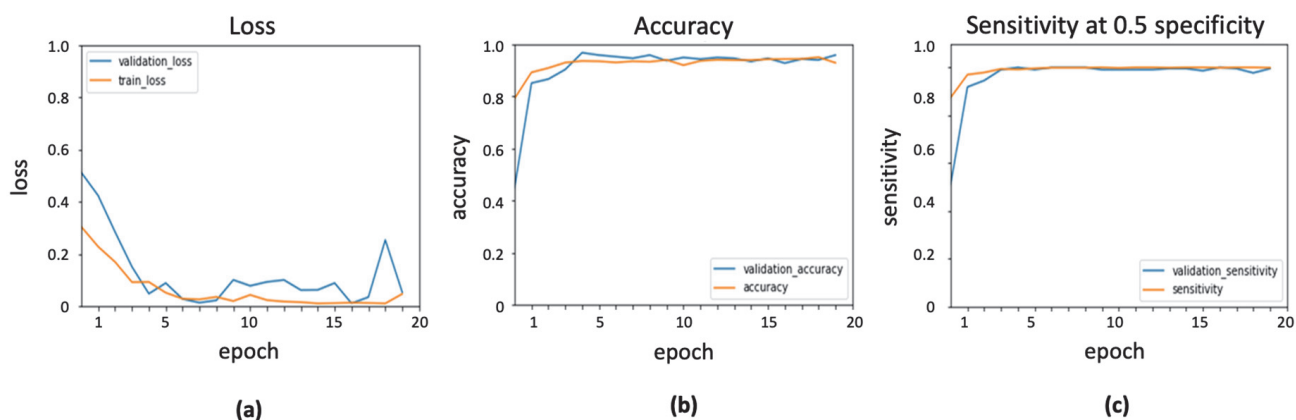 Loss
1.0
0.8
0.6
0.4
0.2
0
loss
validation_loss
train_loss
1 5 10 15 20
epoch
(a)
Accuracy
1.0
0.8
0.6
0.4
0.2
0
accuracy
validation_accuracy
accuracy
1 5 10 15 20
epoch
(b)
Sensitivity at 0.5 specificity
1.0
0.8
0.6
0.4
0.2
0
sensitivity
validation_sensitivity
sensitivity
1 5 10 15 20
epoch
(c)